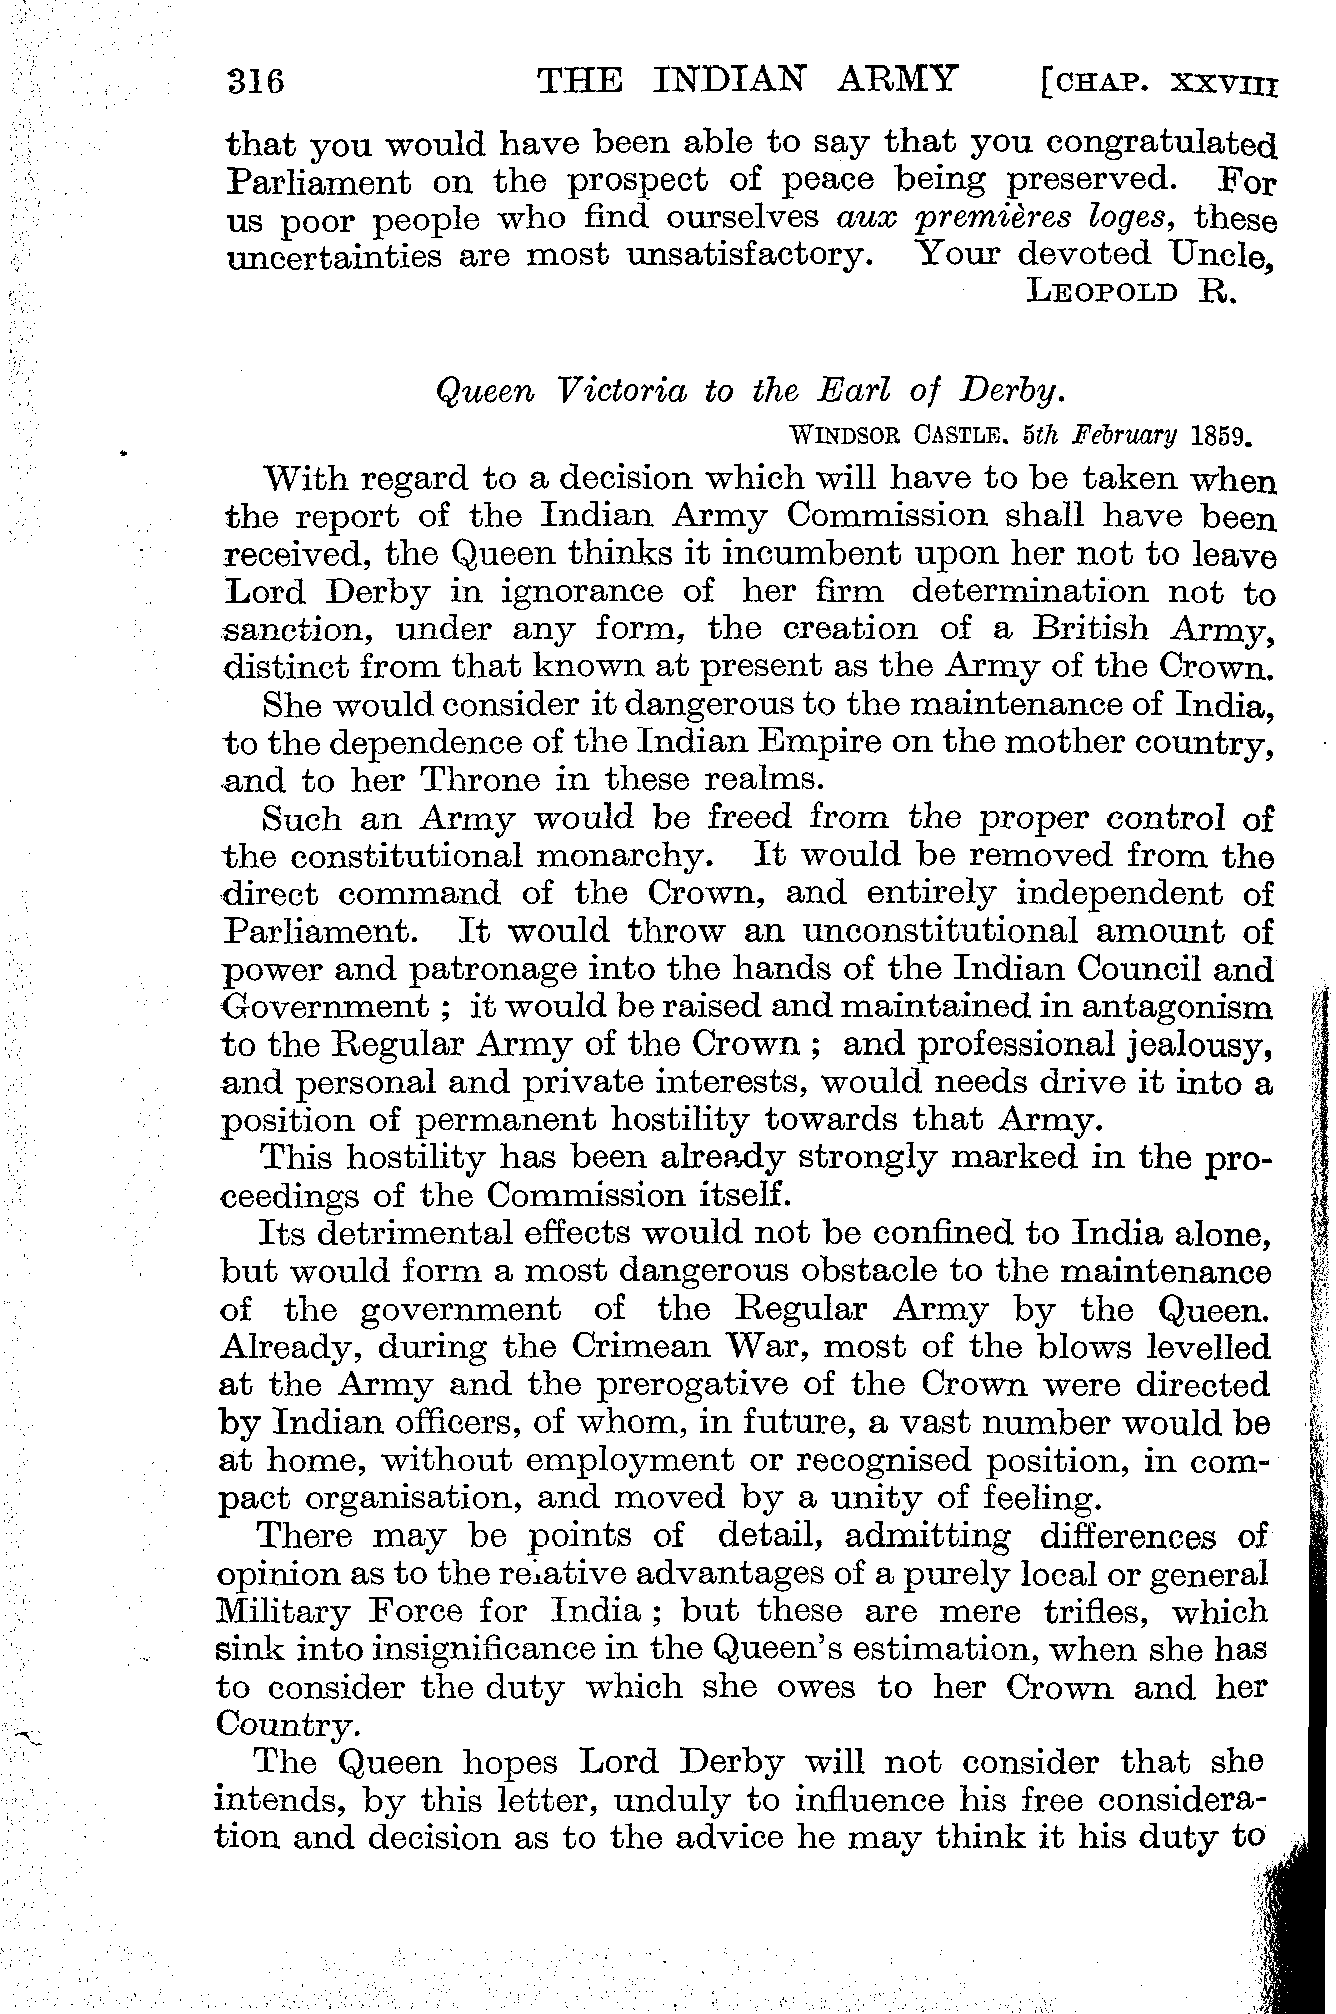 316 THE INDIAN ARMY [CHAP. XXVIII
that you would have been able to say that you congratulated
Parliament on the prospect of peace being preserved. For
us poor people who find ourselves aux premières loges, these
uncertainties are most unsatisfactory. Your devoted Uncle,
LEOPOLD R.
Queen Victoria to the Earl of Derby.
WINDSOR CASTLE. 5th February 1859.
With regard to a decision which will have to be taken when
the report of the Indian Army Commission shall have been
received, the Queen thinks it incumbent upon her not to leave
Lord Derby in ignorance of her firm determination not to
sanction, under any form, the creation of a British Army,
distinct from that known at present as the Army of the Crown.
She would consider it dangerous to the maintenance of India,
to the dependence of the Indian Empire on the mother country,
and to her Throne in these realms.
Such an Army would be freed from the proper control of
the constitutional monarchy. It would be removed from the
direct command of the Crown, and entirely independent of
Parliament. It would throw an unconstitutional amount of
power and patronage into the hands of the Indian Council and
Government ; it would be raised and maintained in antagonism
to the Regular Army of the Crown ; and professional jealousy,
and personal and private interests, would needs drive it into a
position of permanent hostility towards that Army.
This hostility has been already strongly marked in the pro-
ceedings of the Commission itself.
Its detrimental effects would not be confined to India alone,
but would form a most dangerous obstacle to the maintenance
of the government of the Regular Army by the Queen.
Already, during the Crimean War, most of the blows levelled
at the Army and the prerogative of the Crown were directed
by Indian officers, of whom, in future, a vast number would be
at home, without employment or recognised position, in com-
pact organisation, and moved by a unity of feeling.
There may be points of detail, admitting differences of
opinion as to the relative advantages of a purely local or general
Military Force for India ; but these are mere trifles, which
sink into insignificance in the Queen's estimation, when she has
to consider the duty which she owes to her Crown and her
Country.
The Queen hopes Lord Derby will not consider that she
intends, by this letter, unduly to influence his free considera-
tion and decision as to the advice he may think it his duty to